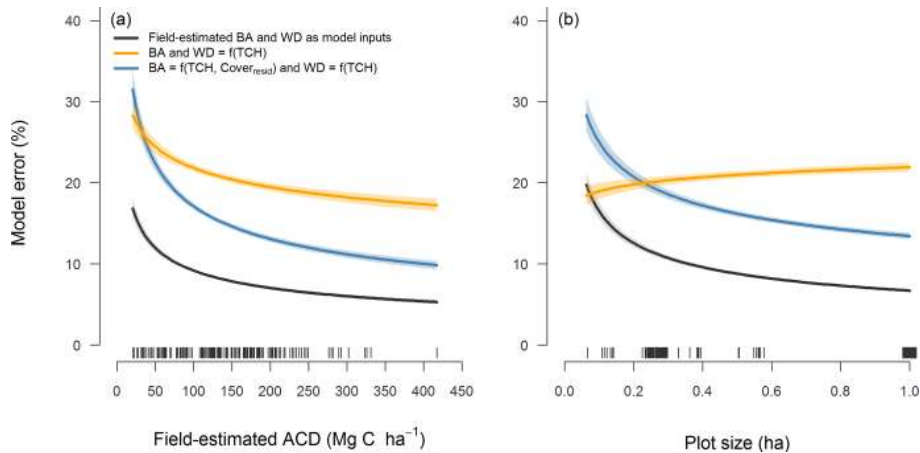 (a)
Field-estimated BA and WD as model inputs
BA and WD = f(TCH)
BA = f(TCH, Cover_resid) and WD = f(TCH)
40
30
20
10
0
Model error (%)
0 50 100 150 200 250 300 350 400 450
Field-estimated ACD (Mg C ha⁻¹)
(b)
40
30
20
10
0
0.0 0.2 0.4 0.6 0.8 1.0
Plot size (ha)